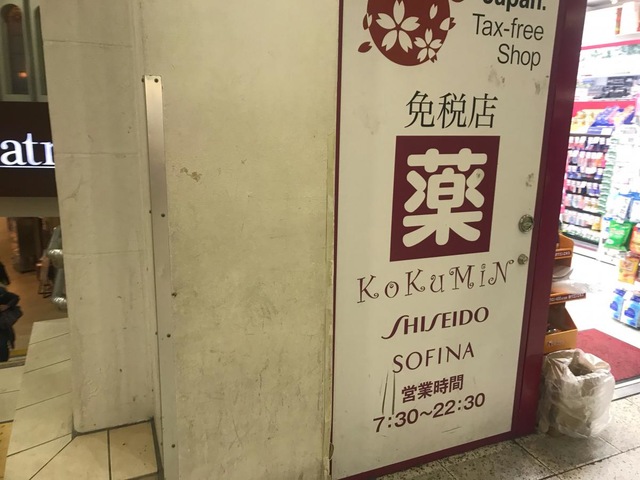 atr
Japan.
Tax-free
Shop
免税店
薬
KoKuMiN
SHISEIDO
SOFINA
営業時間
7:30~22:30